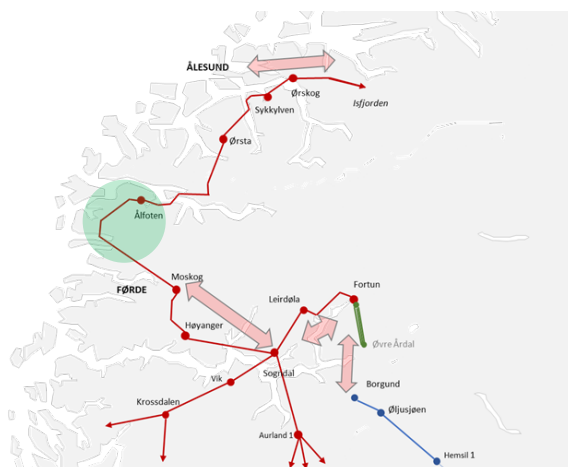 ÅLESUND
Ørskog
Isfjorden
Sykkylven
Ørsta
Ålfoten
FØRDE
Moskog
Leirdøla
Fortun
Høyanger
Øvre Årdal
Sogndal
Vik
Borgund
Krossdalen
Øljusjøen
Aurland 1
Hemsil 1